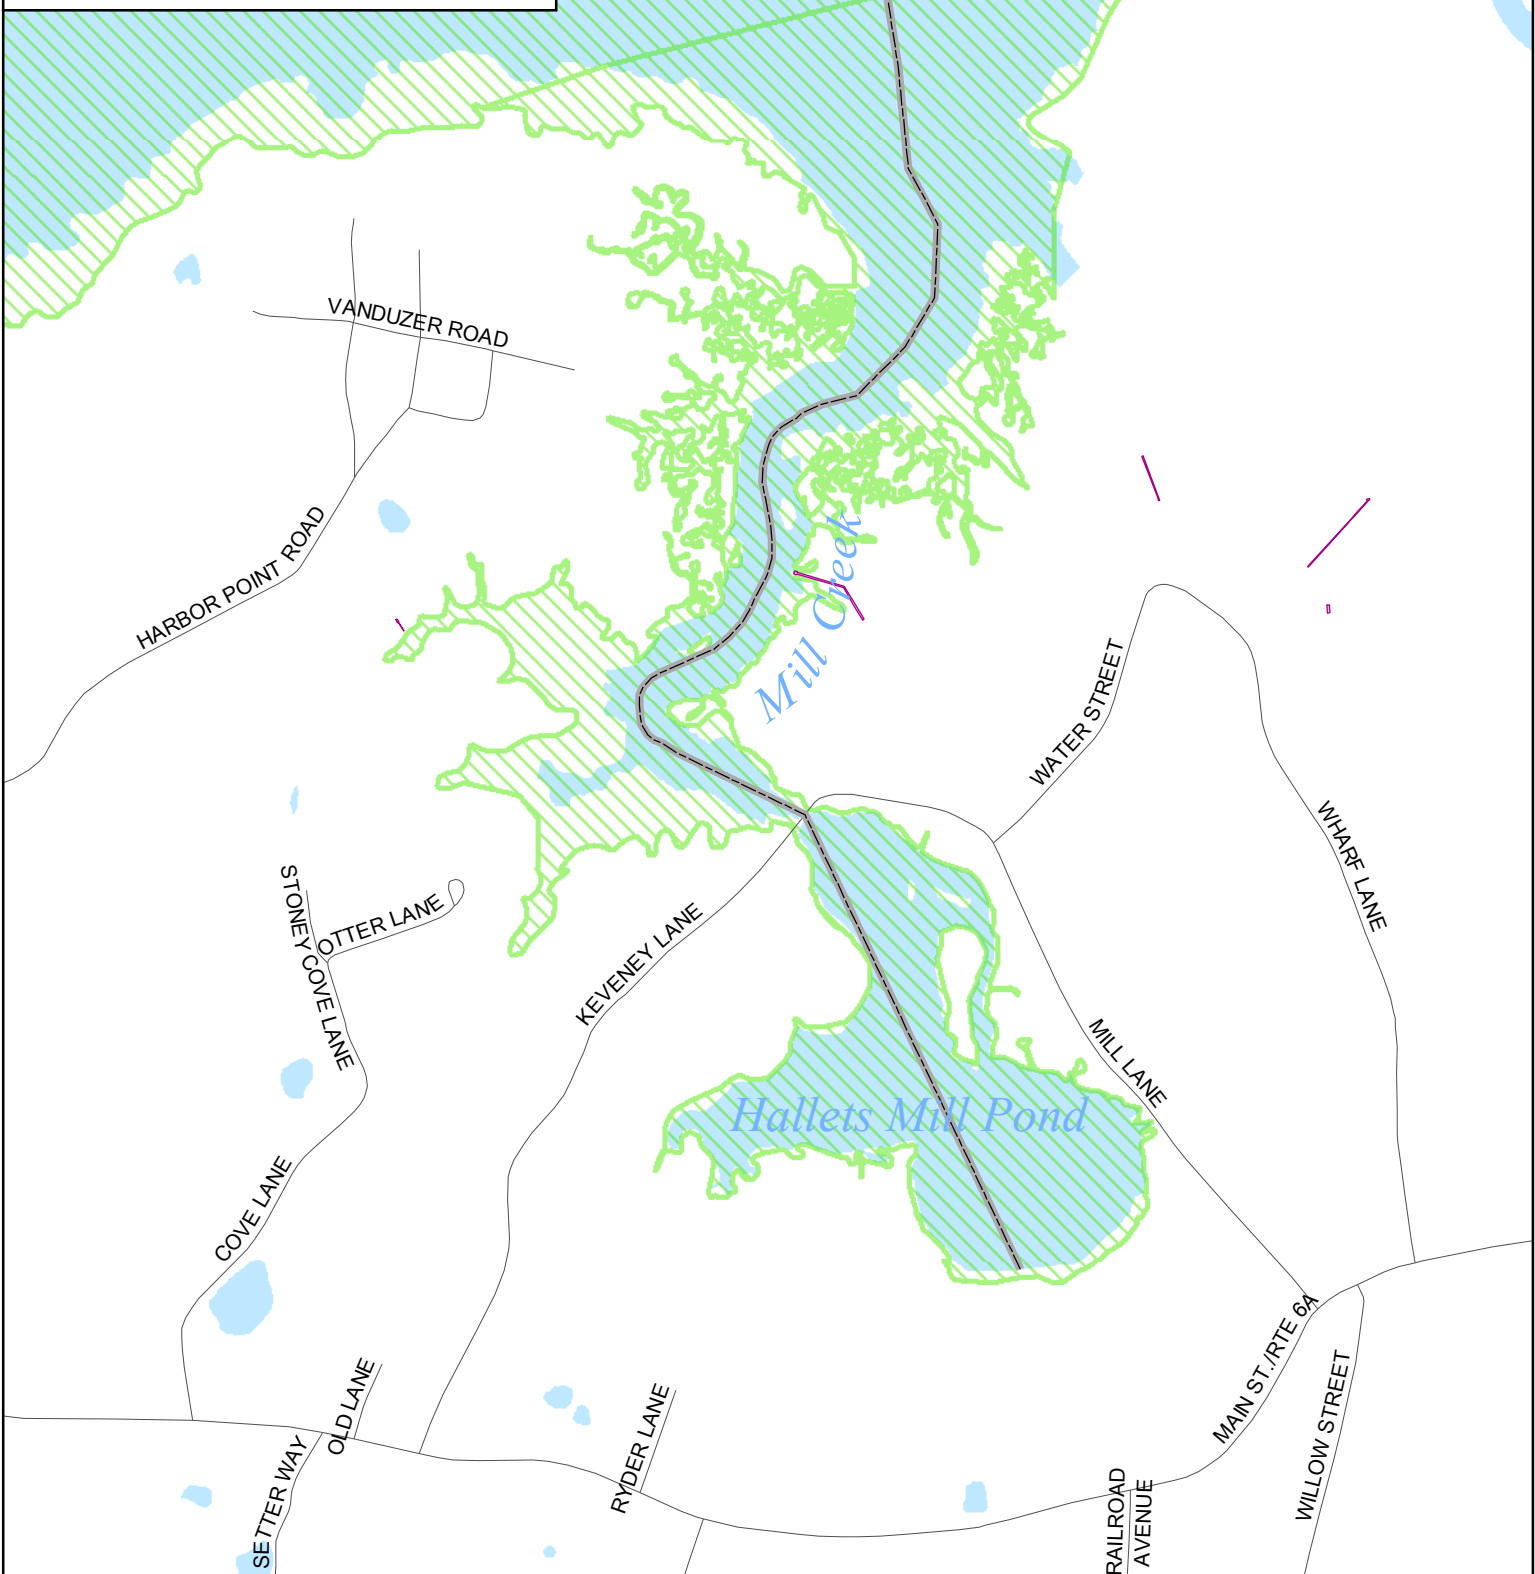 VANDUZER ROAD
HARBOR POINT ROAD
Mill Creek
WATER STREET
WHARF LANE
STONEY COVE LANE
OTTER LANE
KEVENEY LANE
MILL LANE
Hallets Mill Pond
COVE LANE
MAIN ST./RTE 6A
OLD LANE
WILLOW STREET
RYDER LANE
SETTER WAY
RAILROAD
AVENUE